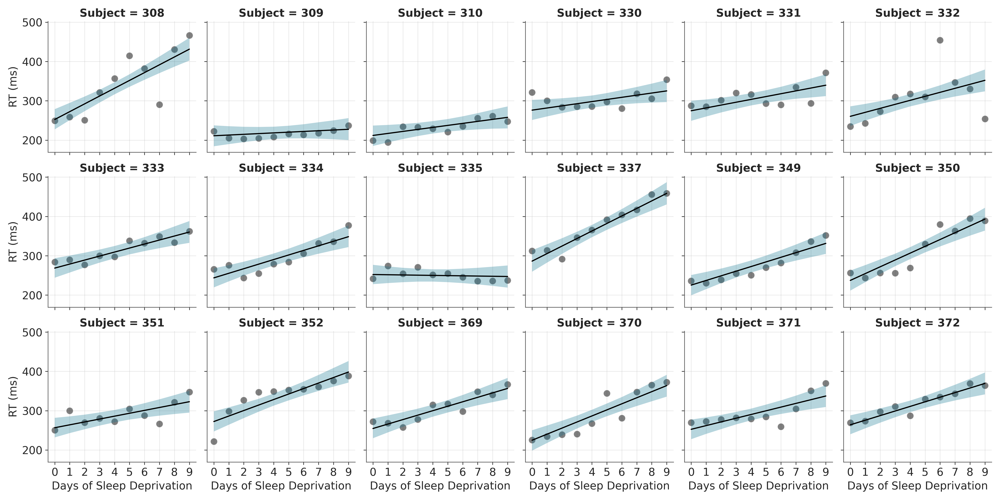 Subject = 308 Subject = 309 Subject = 310 Subject = 330 Subject = 331 Subject = 332
500
400
300
200
RT (ms)
Subject = 333 Subject = 334 Subject = 335 Subject = 337 Subject = 349 Subject = 350
500
400
300
200
RT (ms)
Subject = 351 Subject = 352 Subject = 369 Subject = 370 Subject = 371 Subject = 372
500
400
300
200
RT (ms)
0 1 2 3 4 5 6 7 8 9 0 1 2 3 4 5 6 7 8 9 0 1 2 3 4 5 6 7 8 9 0 1 2 3 4 5 6 7 8 9 0 1 2 3 4 5 6 7 8 9 0 1 2 3 4 5 6 7 8 9
Days of Sleep Deprivation Days of Sleep Deprivation Days of Sleep Deprivation Days of Sleep Deprivation Days of Sleep Deprivation Days of Sleep Deprivation